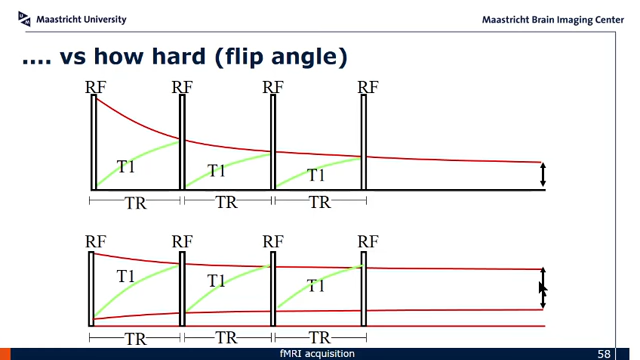 Maastricht University
Maastricht Brain Imaging Center
.... vs how hard (flip angle)
RF RF RF RF
T1 T1 T1
TR TR TR
RF RF RF RF
T1 T1 T1
TR TR TR
fMRI acquisition
58